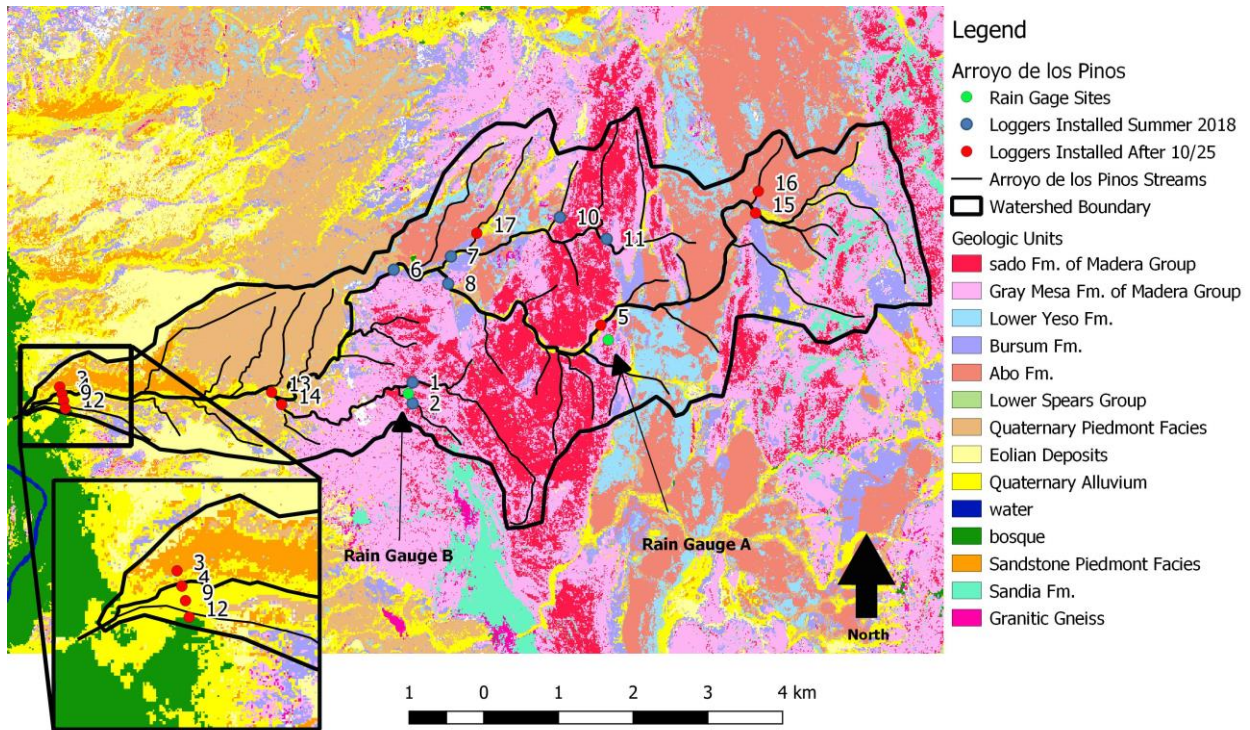 Legend
Arroyo de los Pinos
Rain Gage Sites
Loggers Installed Summer 2018
Loggers Installed After 10/25
Arroyo de los Pinos Streams
Watershed Boundary
Geologic Units
sado Fm. of Madera Group
Gray Mesa Fm. of Madera Group
Lower Yeso Fm.
Bursum Fm.
Abo Fm.
Lower Spears Group
Quaternary Piedmont Facies
Eolian Deposits
Quaternary Alluvium
water
bosque
Sandstone Piedmont Facies
Sandia Fm.
Granitic Gneiss
16
15
10
17
11
7
6
8
5
1
2
13
14
3
9
12
Rain Gauge B
Rain Gauge A
3
4
9
12
North
1 0 1 2 3 4 km